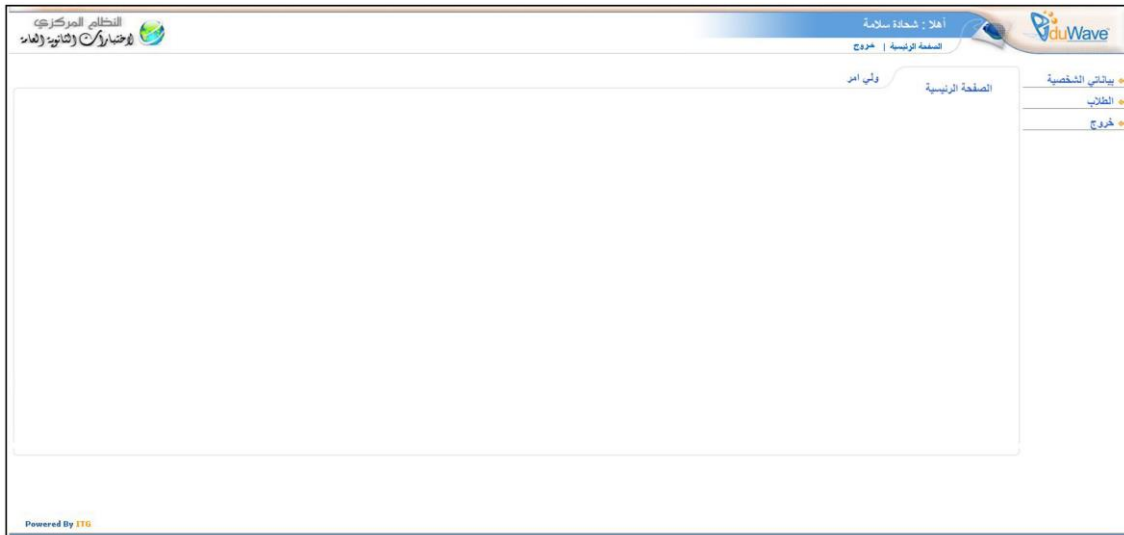 EduWave
أهلا : شحادة سلامة
الصفحة الرئيسية | خروج
النظام المركزي
لاختبارات الثانوية العامة
بياناتي الشخصية
الطلاب
خروج
الصفحة الرئيسية
ولي امر
Powered By ITG